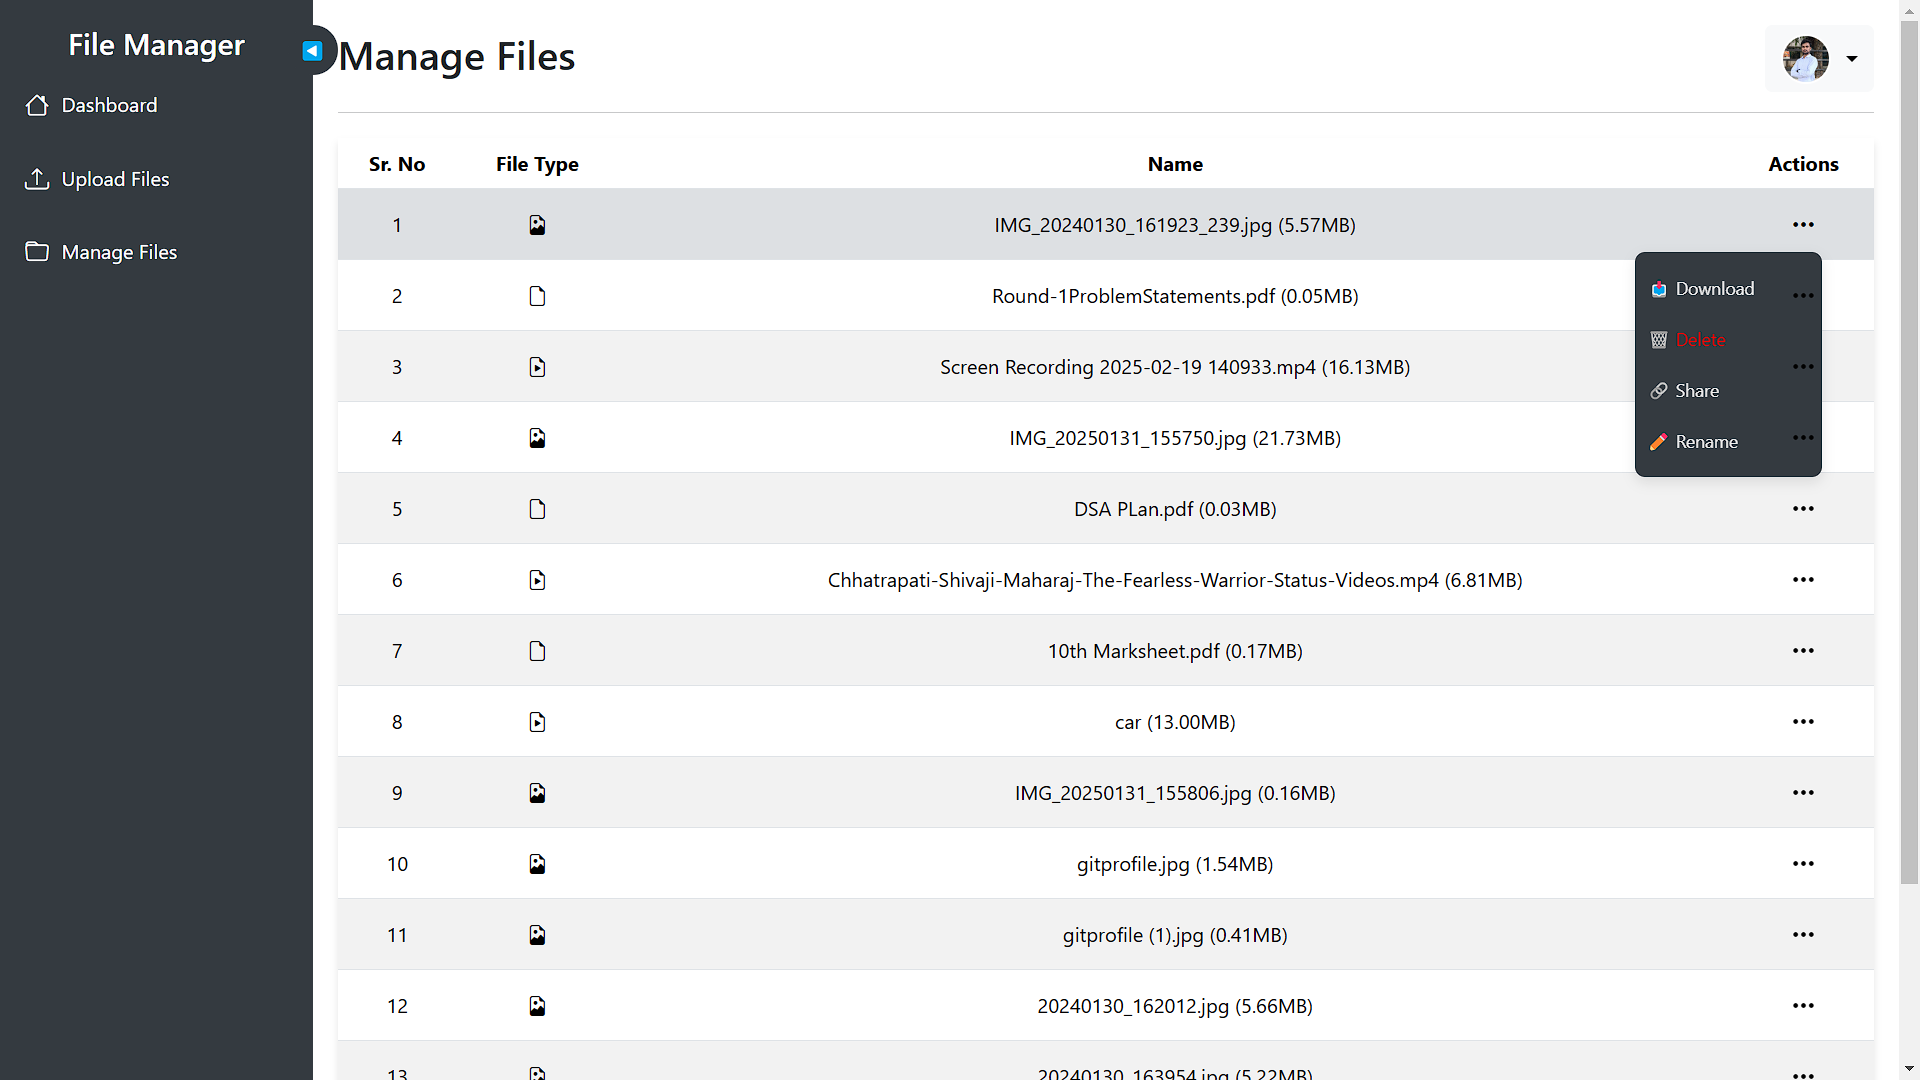 File Manager
Dashboard
Upload Files
Manage Files
Manage Files
Sr. No File Type Name Actions
1 IMG_20240130_161923_239.jpg (5.57MB)
2 Round-1ProblemStatements.pdf (0.05MB)
3 Screen Recording 2025-02-19 140933.mp4 (16.13MB)
4 IMG_20250131_155750.jpg (21.73MB)
5 DSA PLan.pdf (0.03MB)
6 Chhatrapati-Shivaji-Maharaj-The-Fearless-Warrior-Status-Videos.mp4 (6.81MB)
7 10th Marksheet.pdf (0.17MB)
8 car (13.00MB)
9 IMG_20250131_155806.jpg (0.16MB)
10 gitprofile.jpg (1.54MB)
11 gitprofile (1).jpg (0.41MB)
12 20240130_162012.jpg (5.66MB)
13 20240130_163954.jpg (5.22MB)
Download
Delete
Share
Rename